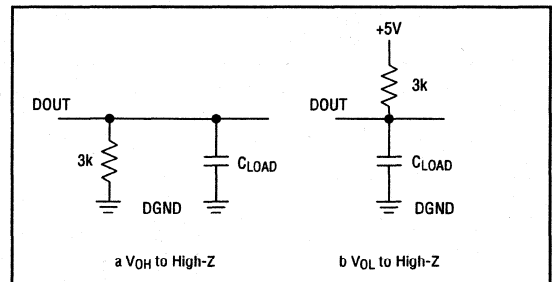 +5V
3k
DOUT
DOUT
3k
CLOAD
CLOAD
DGND
DGND
a VOH to High-Z
b VOL to High-Z